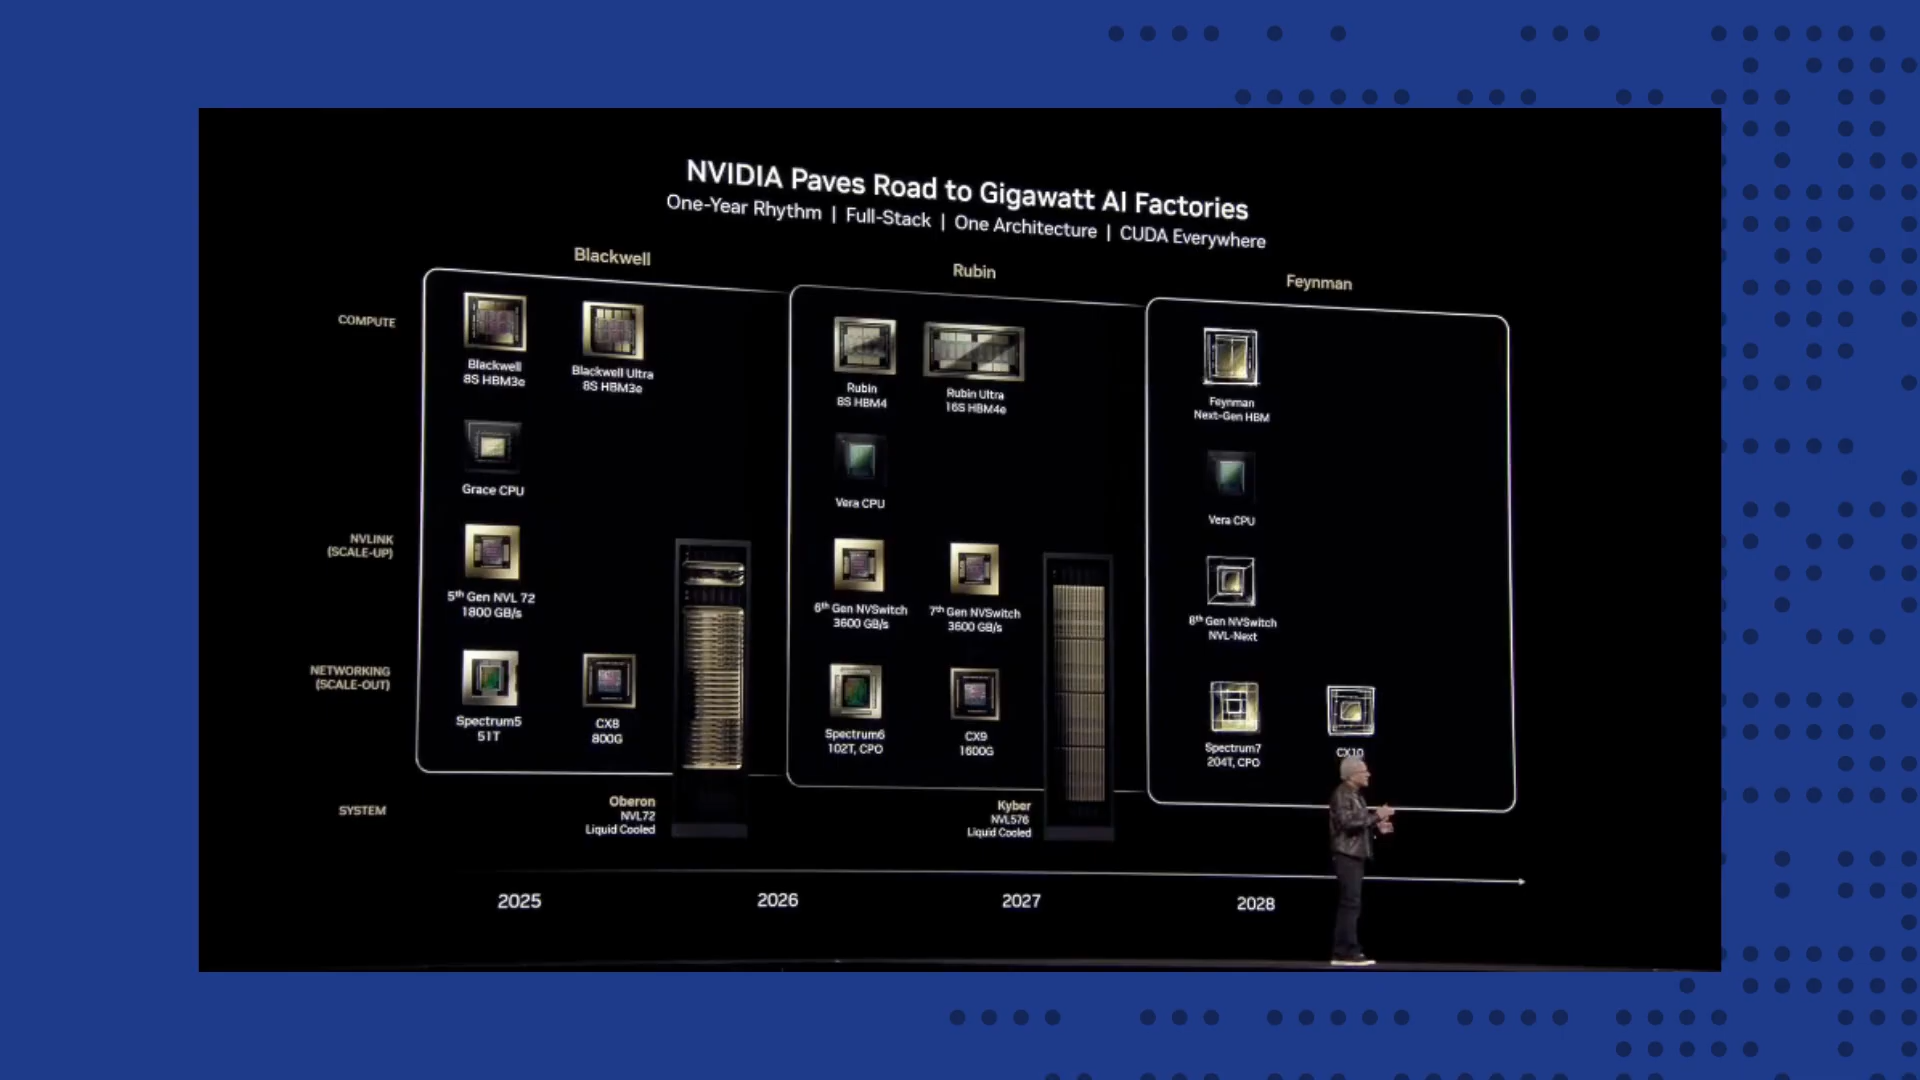 NVIDIA Paves Road to Gigawatt AI Factories
One-Year Rhythm | Full-Stack | One Architecture | CUDA Everywhere
Blackwell
Rubin
Feynman
COMPUTE
Blackwell
8S HBM3e
Blackwell Ultra
8S HBM3e
Rubin
8S HBM4
Rubin Ultra
16S HBM4e
Feynman
Next-Gen HBM
Grace CPU
Vera CPU
Vera CPU
NVLINK
(SCALE-UP)
5th Gen NVL 72
1800 GB/s
6th Gen NVSwitch
3600 GB/s
7th Gen NVSwitch
3600 GB/s
8th Gen NVSwitch
NVL-Next
NETWORKING
(SCALE-OUT)
Spectrum5
51T
CX8
800G
Spectrum6
102T, CPO
CX9
1600G
Spectrum7
204T, CPO
CX10
SYSTEM
Oberon
NVL72
Liquid Cooled
Kyber
NVL576
Liquid Cooled
2025
2026
2027
2028